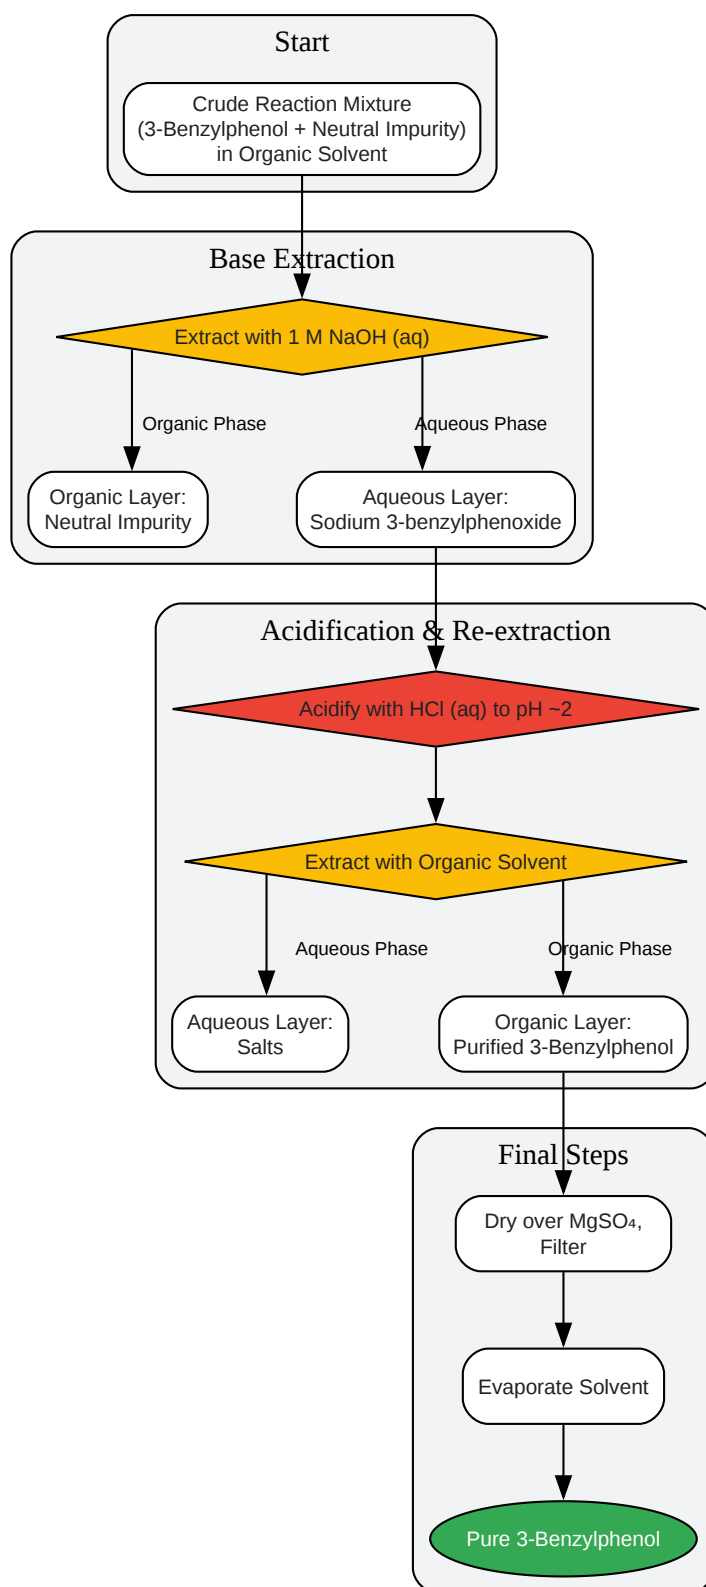 Start
Crude Reaction Mixture
(3-Benzylphenol + Neutral Impurity)
in Organic Solvent
Base Extraction
Extract with 1 M NaOH (aq)
Organic Phase
Aqueous Phase
Organic Layer:
Neutral Impurity
Aqueous Layer:
Sodium 3-benzylphenoxide
Acidification & Re-extraction
Acidify with HCl (aq) to pH ~2
Extract with Organic Solvent
Aqueous Phase
Organic Phase
Aqueous Layer:
Salts
Organic Layer:
Purified 3-Benzylphenol
Final Steps
Dry over MgSO₄,
Filter
Evaporate Solvent
Pure 3-Benzylphenol